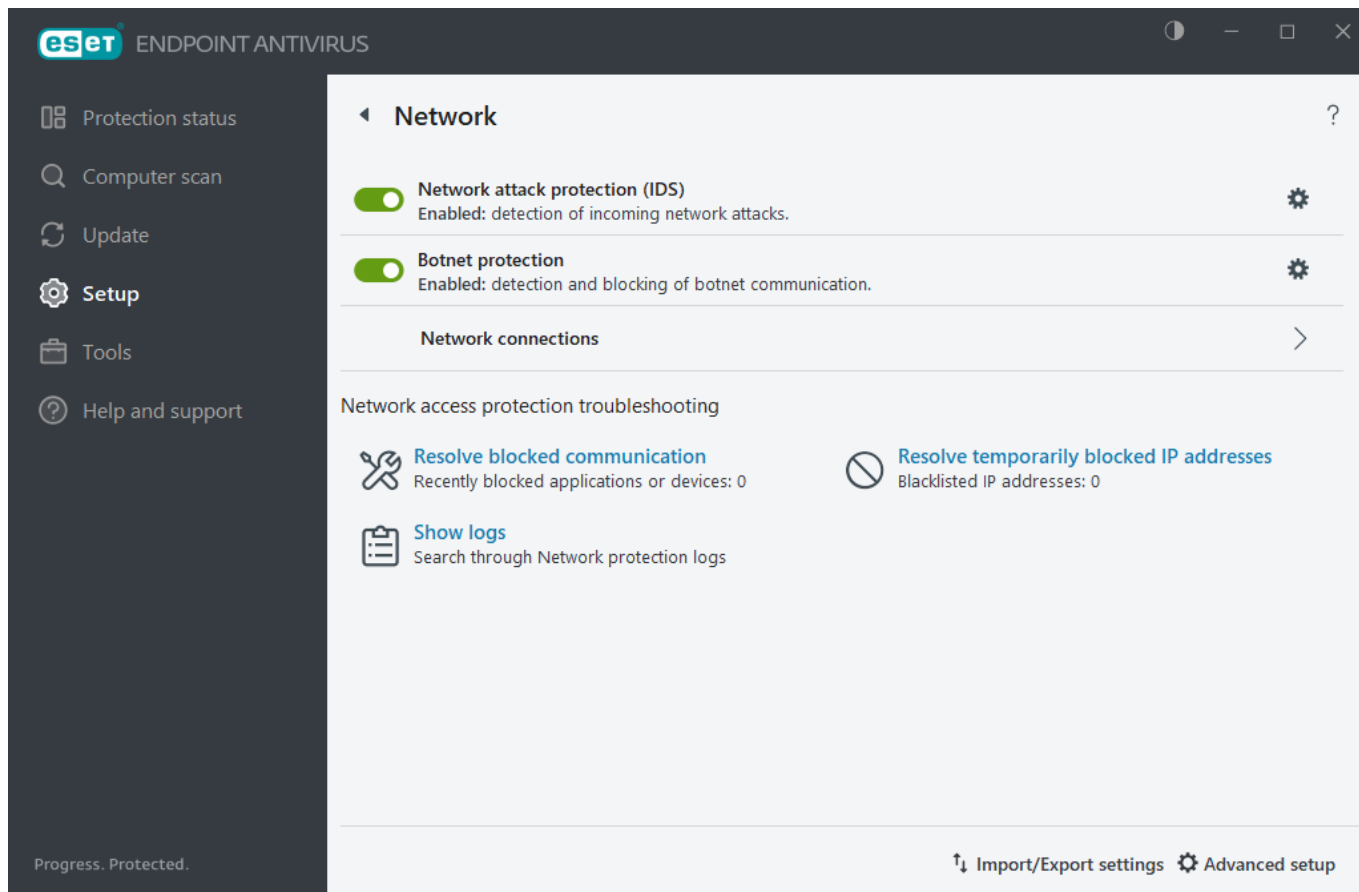 eset ENDPOINT ANTIVIRUS
Protection status
Computer scan
Update
Setup
Tools
Help and support
Progress. Protected.
Network
?
Network attack protection (IDS)
Enabled: detection of incoming network attacks.
Botnet protection
Enabled: detection and blocking of botnet communication.
Network connections
Network access protection troubleshooting
Resolve blocked communication
Recently blocked applications or devices: 0
Resolve temporarily blocked IP addresses
Blacklisted IP addresses: 0
Show logs
Search through Network protection logs
Import/Export settings
Advanced setup